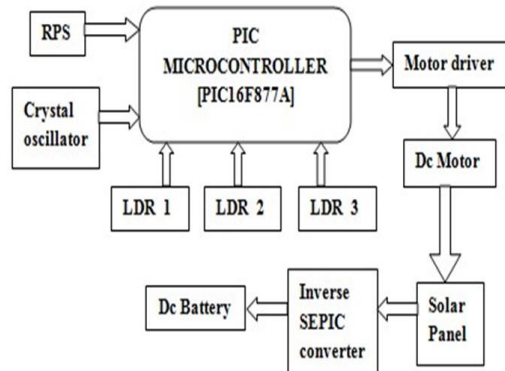 RPS
PIC
MICROCONTROLLER
[PIC16F877A]
Motor driver
Crystal
oscillator
Dc Motor
LDR 1
LDR 2
LDR 3
Dc Battery
Inverse
SEPIC
converter
Solar
Panel